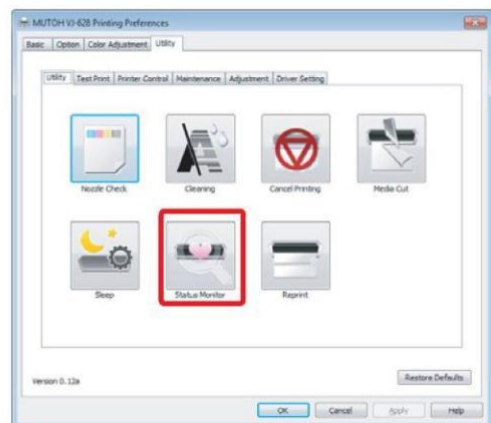 MUTOH VJ-628 Printing Preferences
Basic Option Color Adjustment Utility
Utility Test Print Printer Control Maintenance Adjustment Driver Setting
Nozzle Check Cleaning Cancel Printing Media Cut
Sleep Status Monitor Reprint
Version 0.12a
Restore Defaults
OK Cancel Apply Help